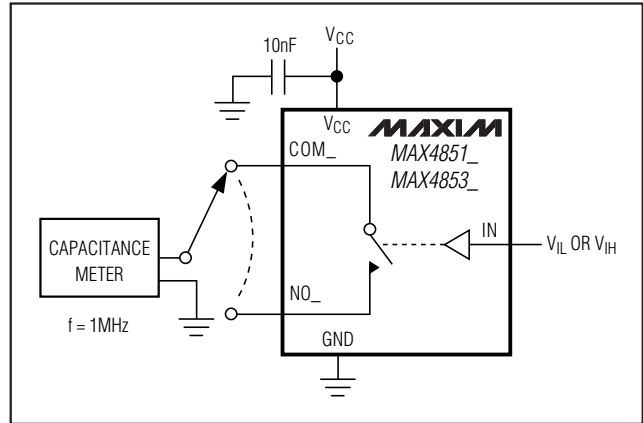 10nF
VCC
VCC
MAXIM
MAX4851_
MAX4853_
COM_
IN
VIL OR VIH
CAPACITANCE
METER
NO_
f = 1MHz
GND